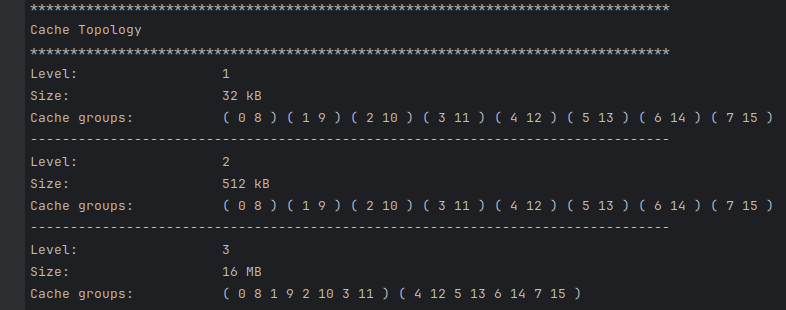 ********************************************************************************
Cache Topology
********************************************************************************
Level:                  1
Size:                   32 kB
Cache groups:           ( 0 8 ) ( 1 9 ) ( 2 10 ) ( 3 11 ) ( 4 12 ) ( 5 13 ) ( 6 14 ) ( 7 15 )
--------------------------------------------------------------------------------
Level:                  2
Size:                   512 kB
Cache groups:           ( 0 8 ) ( 1 9 ) ( 2 10 ) ( 3 11 ) ( 4 12 ) ( 5 13 ) ( 6 14 ) ( 7 15 )
--------------------------------------------------------------------------------
Level:                  3
Size:                   16 MB
Cache groups:           ( 0 8 1 9 2 10 3 11 ) ( 4 12 5 13 6 14 7 15 )